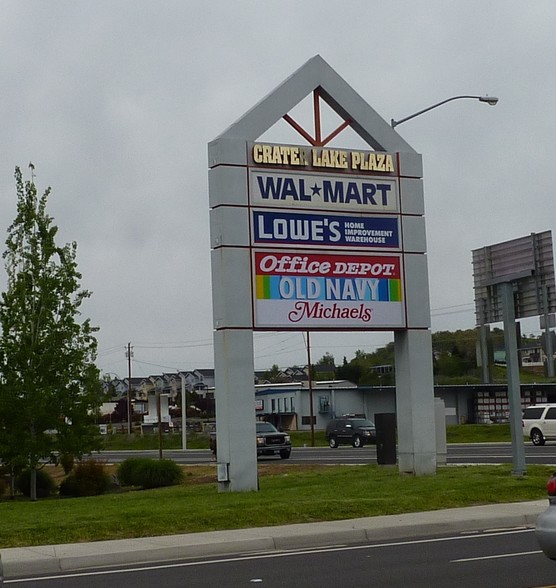 CRATER LAKE PLAZA
WAL★MART
LOWE'S HOME
IMPROVEMENT
WAREHOUSE
Office DEPOT
OLD NAVY
Michaels